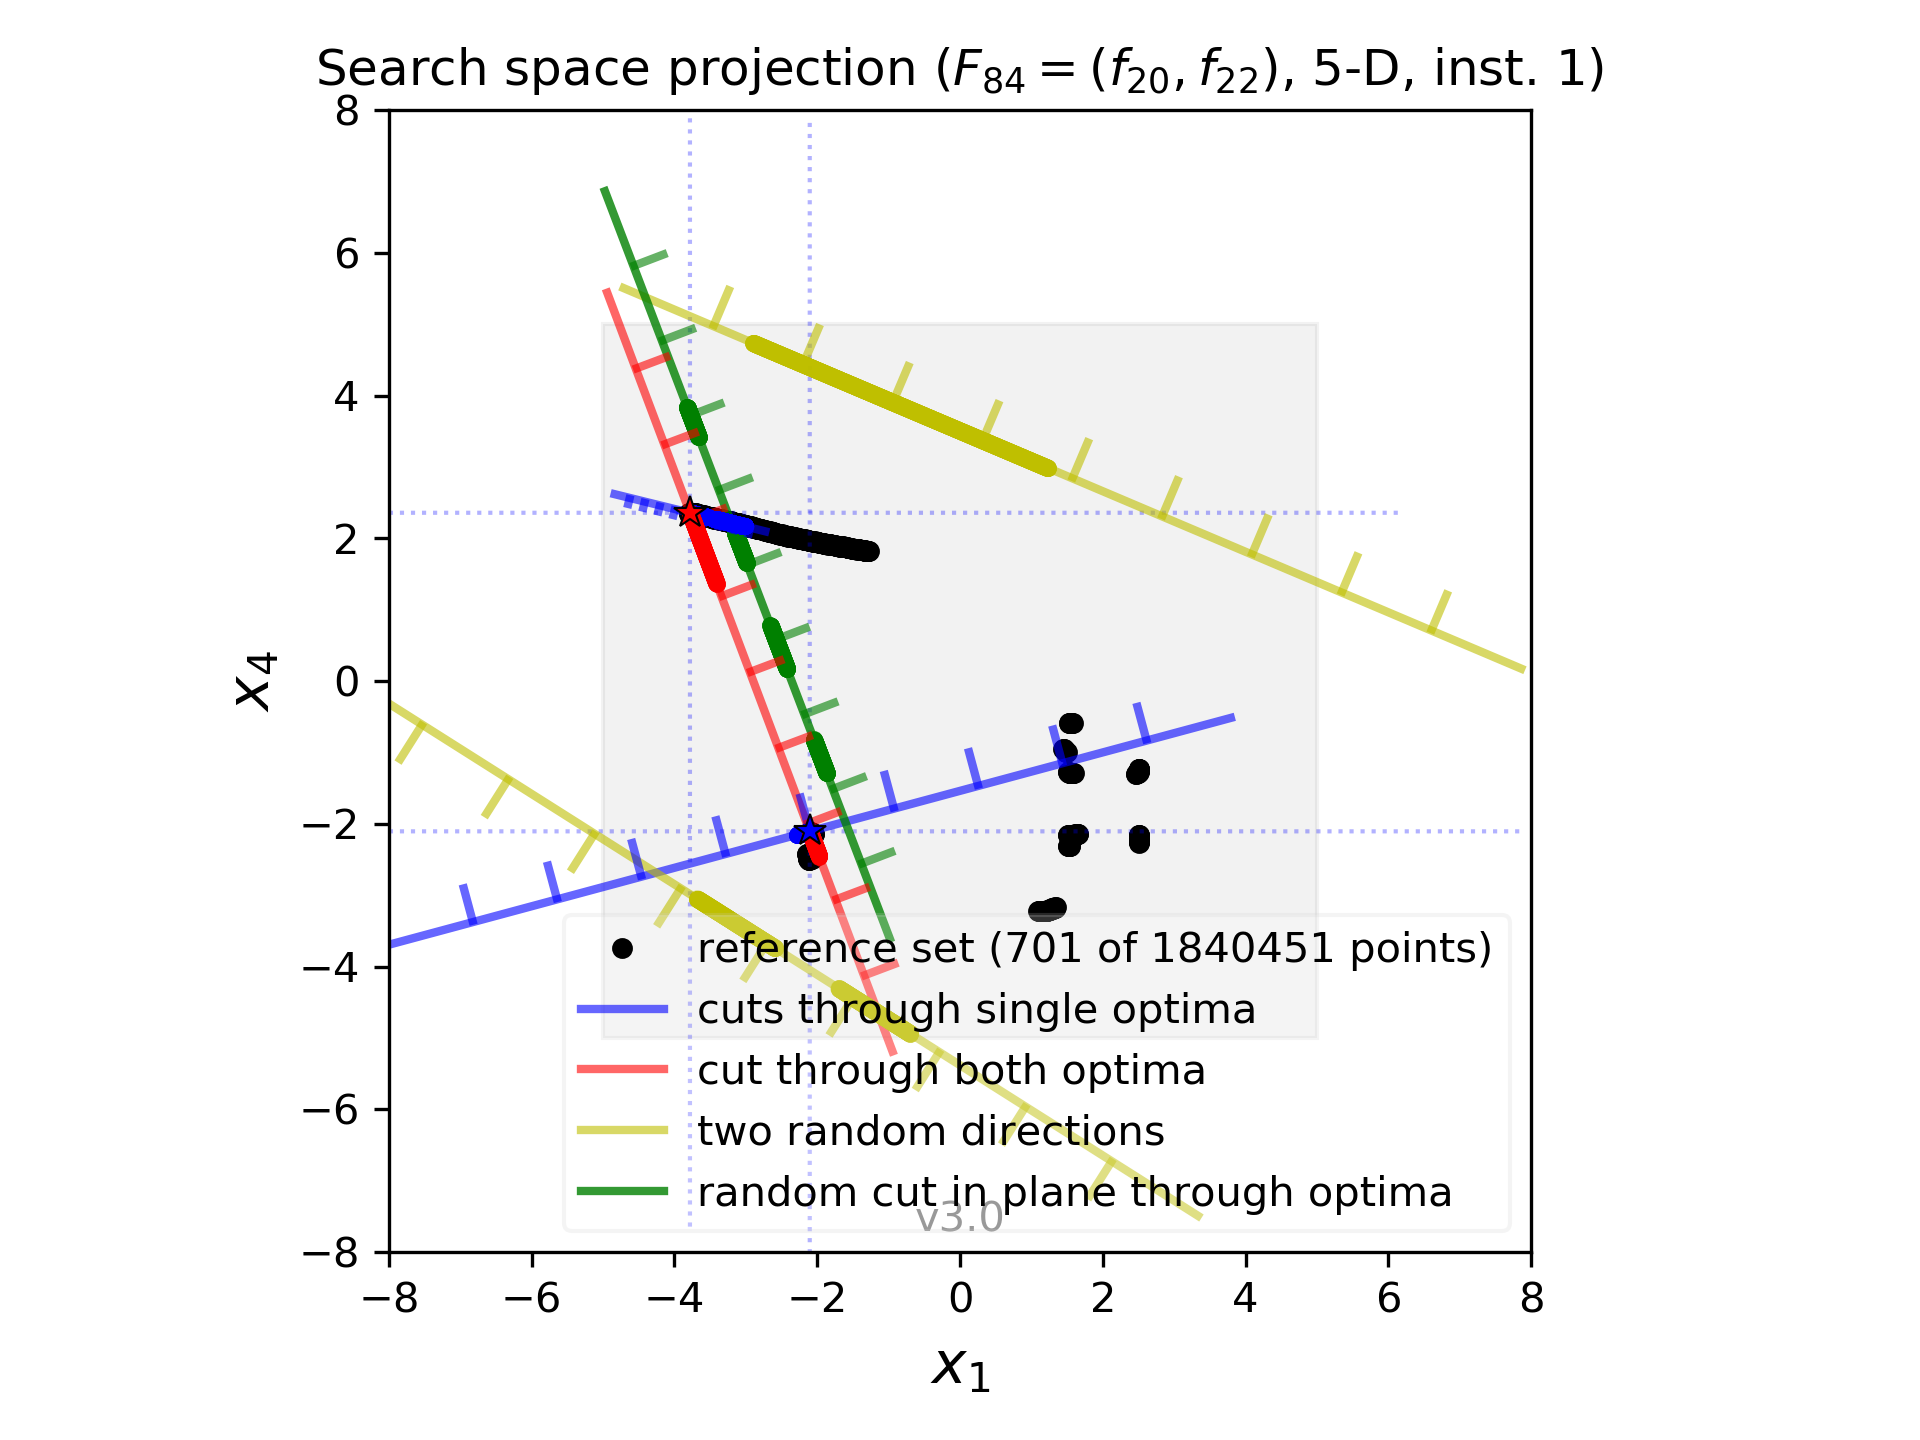 Search space projection (F84 = (f20, f22), 5-D, inst. 1)
8
6
4
2
0
−2
−4
−6
−8
x4
reference set (701 of 1840451 points)
cuts through single optima
cut through both optima
two random directions
random cut in plane through optima
v3.0
−8 −6 −4 −2 0 2 4 6 8
x1